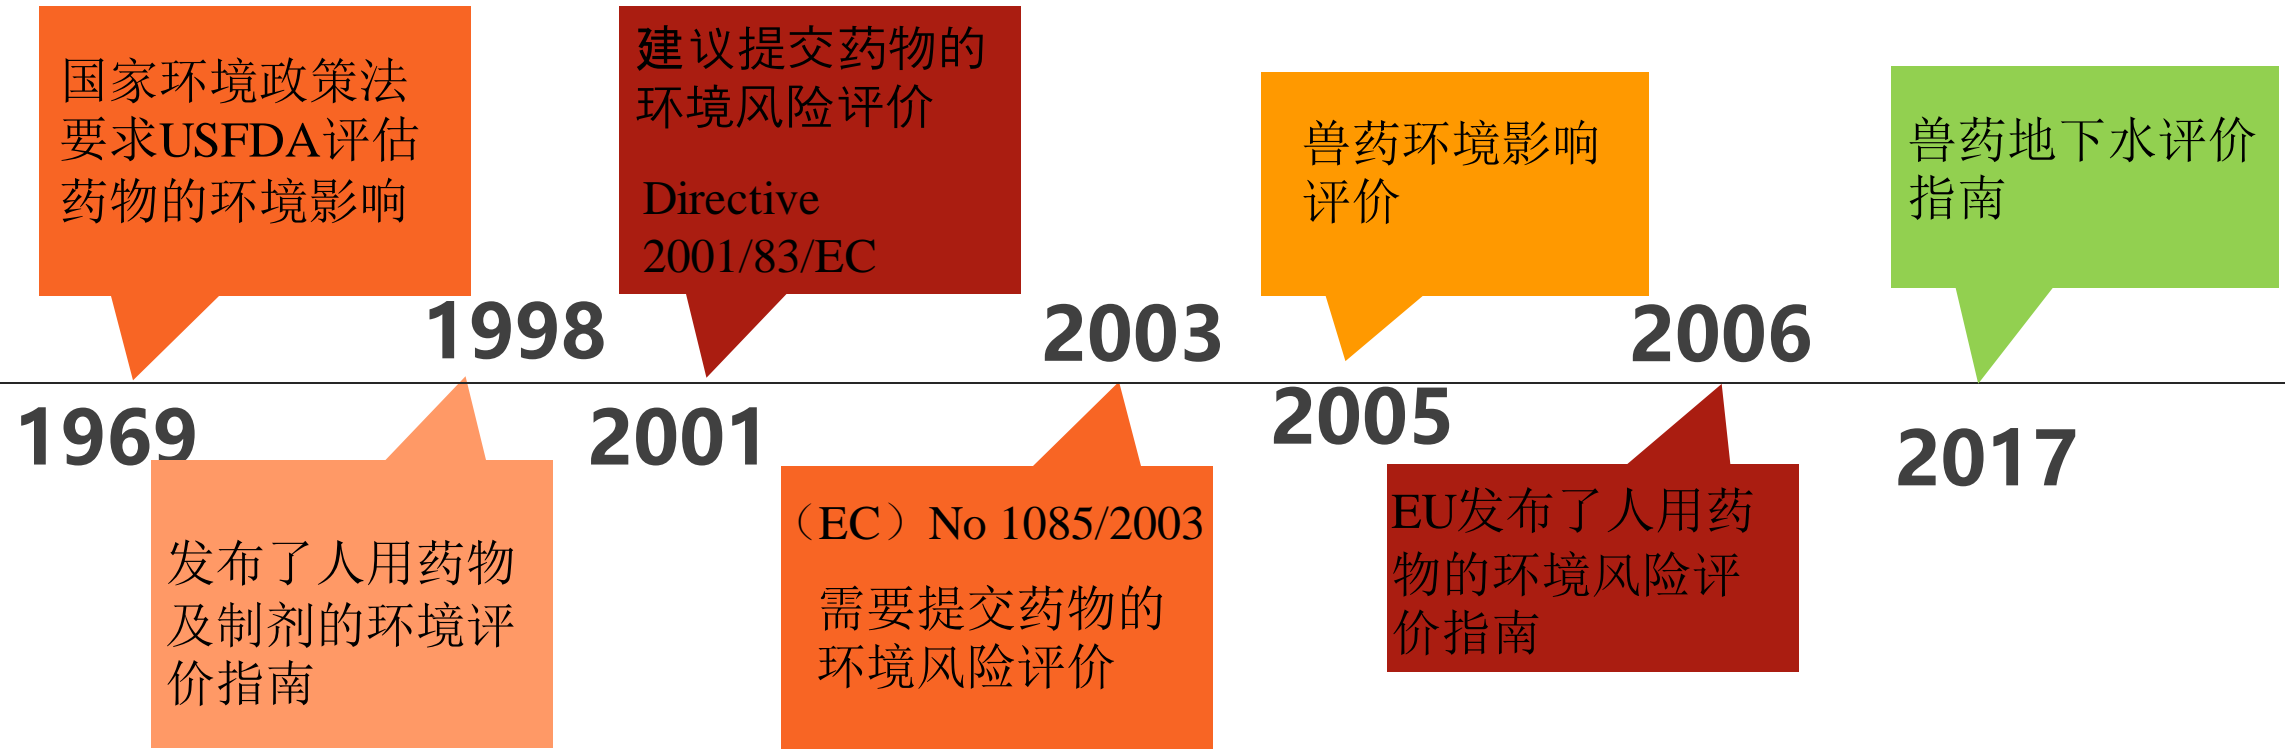 国家环境政策法
要求USFDA评估
药物的环境影响
1969
1998
发布了人用药物
及制剂的环境评
价指南
建议提交药物的
环境风险评价
Directive
2001/83/EC
2001
2003
（EC）No 1085/2003
需要提交药物的
环境风险评价
兽药环境影响
评价
2005
2006
EU发布了人用药
物的环境风险评
价指南
兽药地下水评价
指南
2017